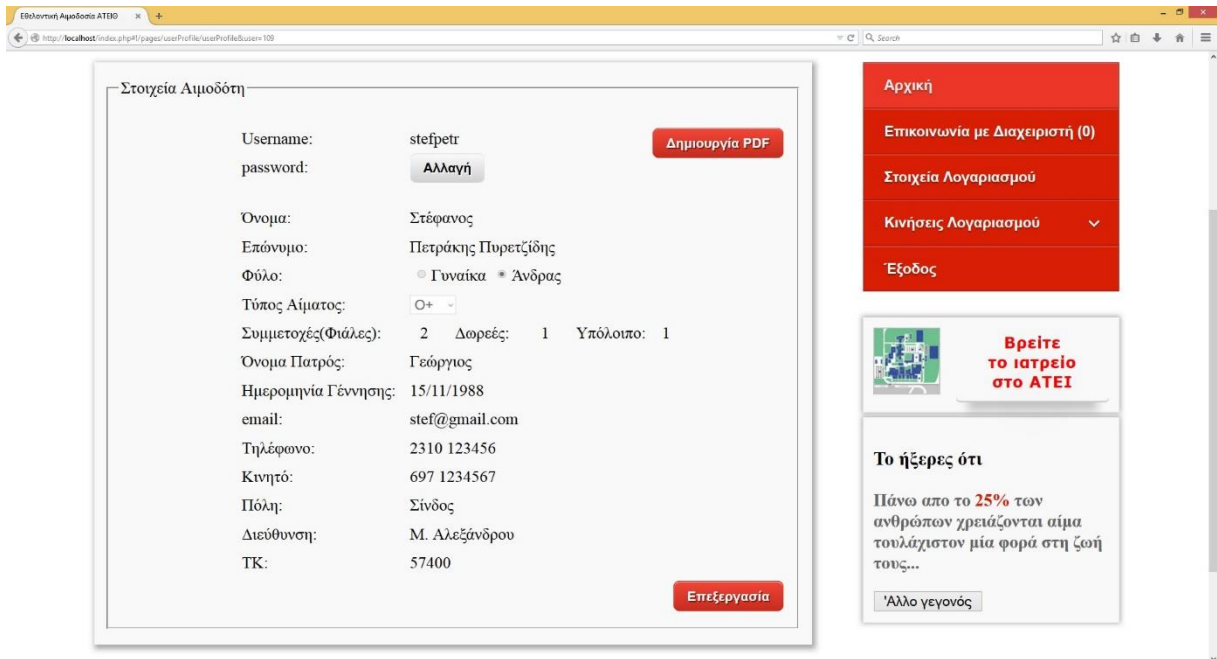 Εθελοντική Αιμοδοσία ΑΤΕΙΘ
http://localhost/index.php#!/pages/userProfile/userProfile&user=109
Search
Στοιχεία Αιμοδότη
Username: stefpetr
Δημιουργία PDF
password: Αλλαγή
Όνομα: Στέφανος
Επώνυμο: Πετράκης Πυρετζίδης
Φύλο: Γυναίκα Άνδρας
Τύπος Αίματος: O+
Συμμετοχές(Φιάλες): 2 Δωρεές: 1 Υπόλοιπο: 1
Όνομα Πατρός: Γεώργιος
Ημερομηνία Γέννησης: 15/11/1988
email: stef@gmail.com
Τηλέφωνο: 2310 123456
Κινητό: 697 1234567
Πόλη: Σίνδος
Διεύθυνση: Μ. Αλεξάνδρου
ΤΚ: 57400
Επεξεργασία
Αρχική
Επικοινωνία με Διαχειριστή (0)
Στοιχεία Λογαριασμού
Κινήσεις Λογαριασμού
Έξοδος
Βρείτε
το ιατρείο
στο ΑΤΕΙ
Το ήξερες ότι
Πάνω απο το 25% των
ανθρώπων χρειάζονται αίμα
τουλάχιστον μία φορά στη ζωή
τους...
'Αλλο γεγονός